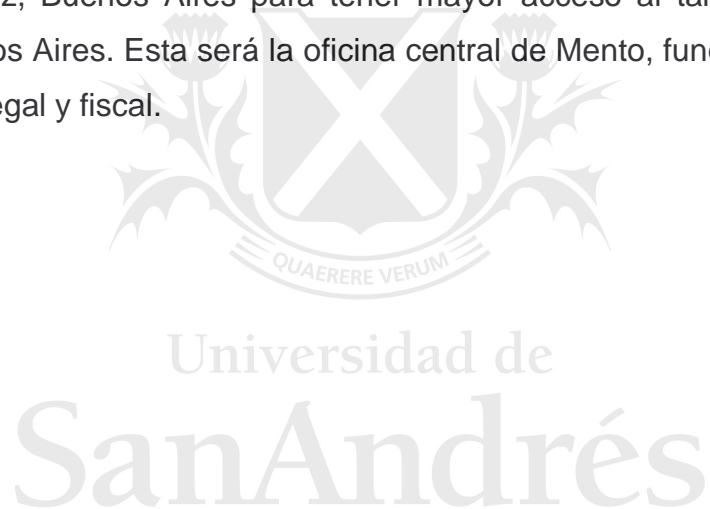 z, Buenos Aires para tener mayor acceso al
os Aires. Esta será la oficina central de Mento,
egal y fiscal.
QUAERERE VERUM
Universidad de
SanAndrés